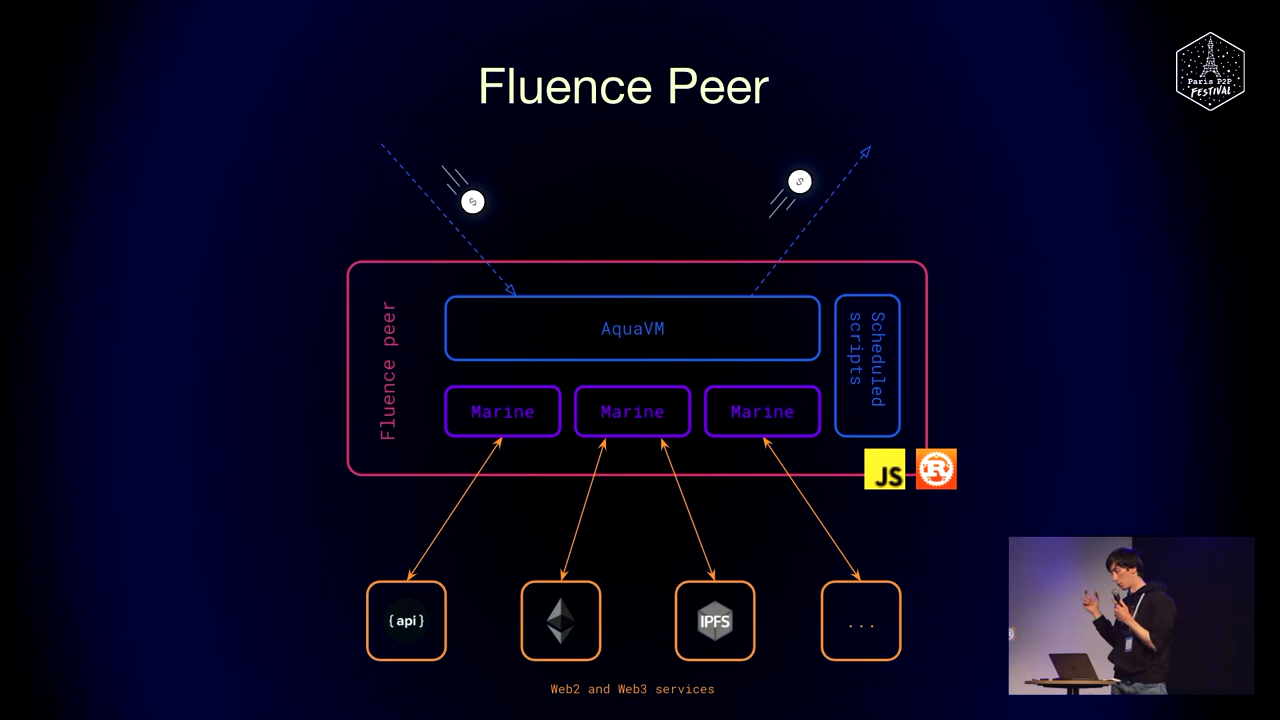 Fluence Peer
Paris P2P
FESTIVAL
Fluence peer
AquaVM
Scheduled
scripts
Marine
Marine
Marine
JS
R
{api}
IPFS
...
Web2 and Web3 services